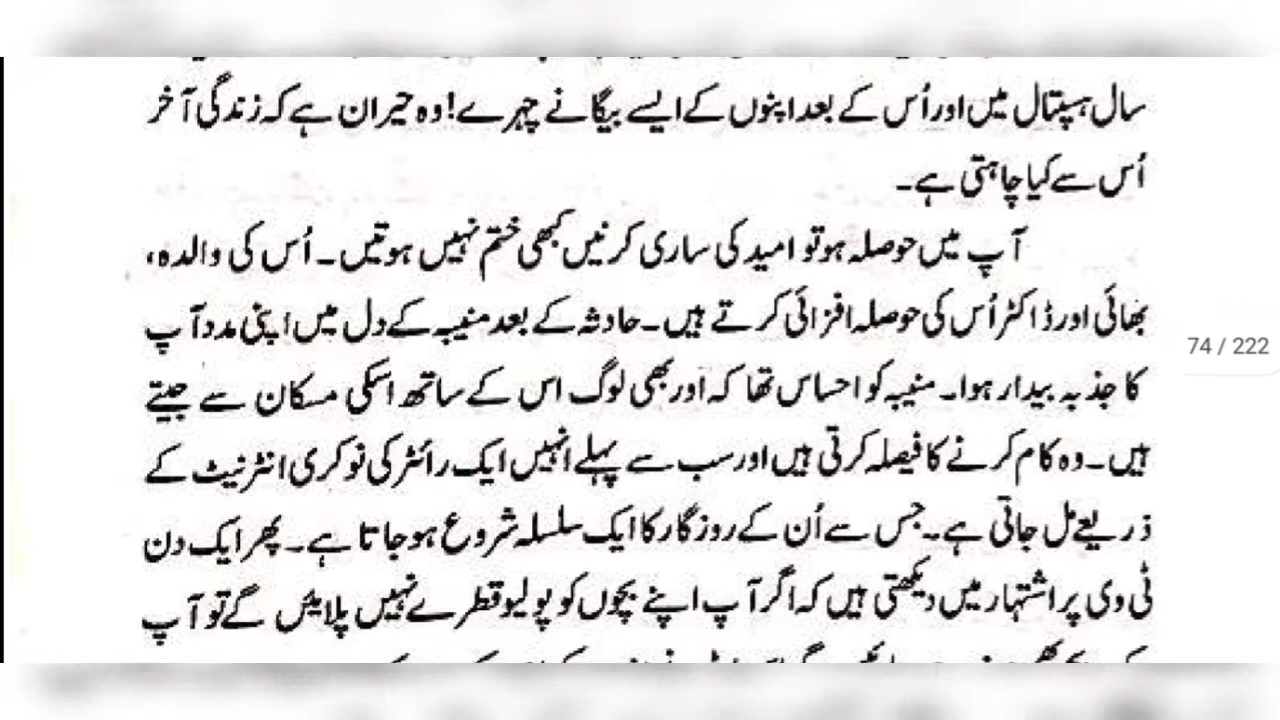 سال ہسپتال میں اور اُس کے بعد اپنوں کے ایسے بیگانے چہرے! وہ حیران ہے کہ زندگی آخر
اُس سے کیا چاہتی ہے۔
آپ میں حوصلہ ہو تو امید کی ساری کرنیں کبھی ختم نہیں ہوتیں۔ اُس کی والدہ،
بھائی اور ڈاکٹر اُس کی حوصلہ افزائی کرتے ہیں۔ حادثہ کے بعد منیبہ کے دل میں اپنی مدد آپ
کا جذبہ بیدار ہوا۔ منیبہ کو احساس تھا کہ اور بھی لوگ اس کے ساتھ اسکی مسکان سے جیتے
ہیں۔ وہ کام کرنے کا فیصلہ کرتی ہیں اور سب سے پہلے انہیں ایک رائٹر کی نوکری انٹرنیٹ کے
74 / 222
ذریعے مل جاتی ہے۔ جس سے اُن کے روزگار کا ایک سلسلہ شروع ہو جاتا ہے۔ پھر ایک دن
ٹی وی پر اشتہار میں دیکھتی ہیں کہ اگر آپ اپنے بچوں کو پولیو قطرے نہیں پلائیں گے تو آپ